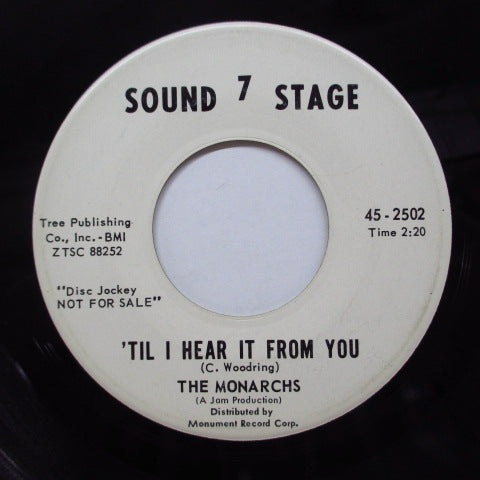 SOUND 7 STAGE
Tree Publishing
Co., Inc.-BMI
ZTSC 88252
45-2502
Time 2:20
"Disc Jockey
NOT FOR SALE"
'TIL I HEAR IT FROM YOU
(C. Woodring)
THE MONARCHS
(A Jam Production)
Distributed by
Monument Record Corp.